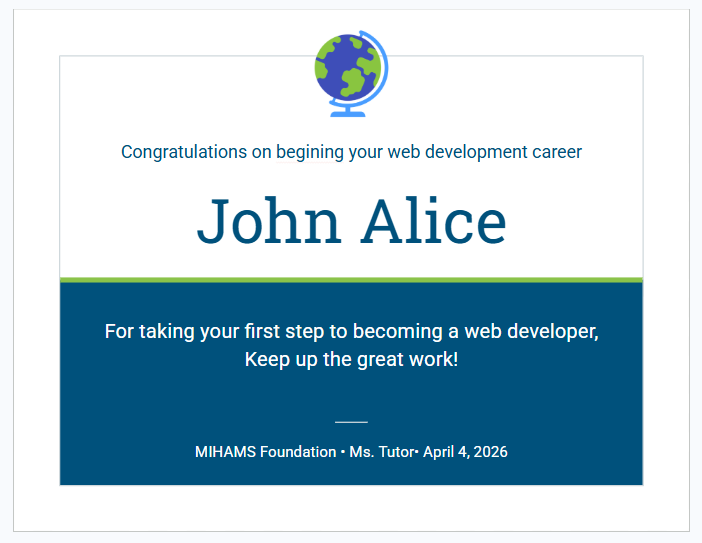 Congratulations on begining your web development career
John Alice
For taking your first step to becoming a web developer,
Keep up the great work!
MIHAMS Foundation • Ms. Tutor• April 4, 2026